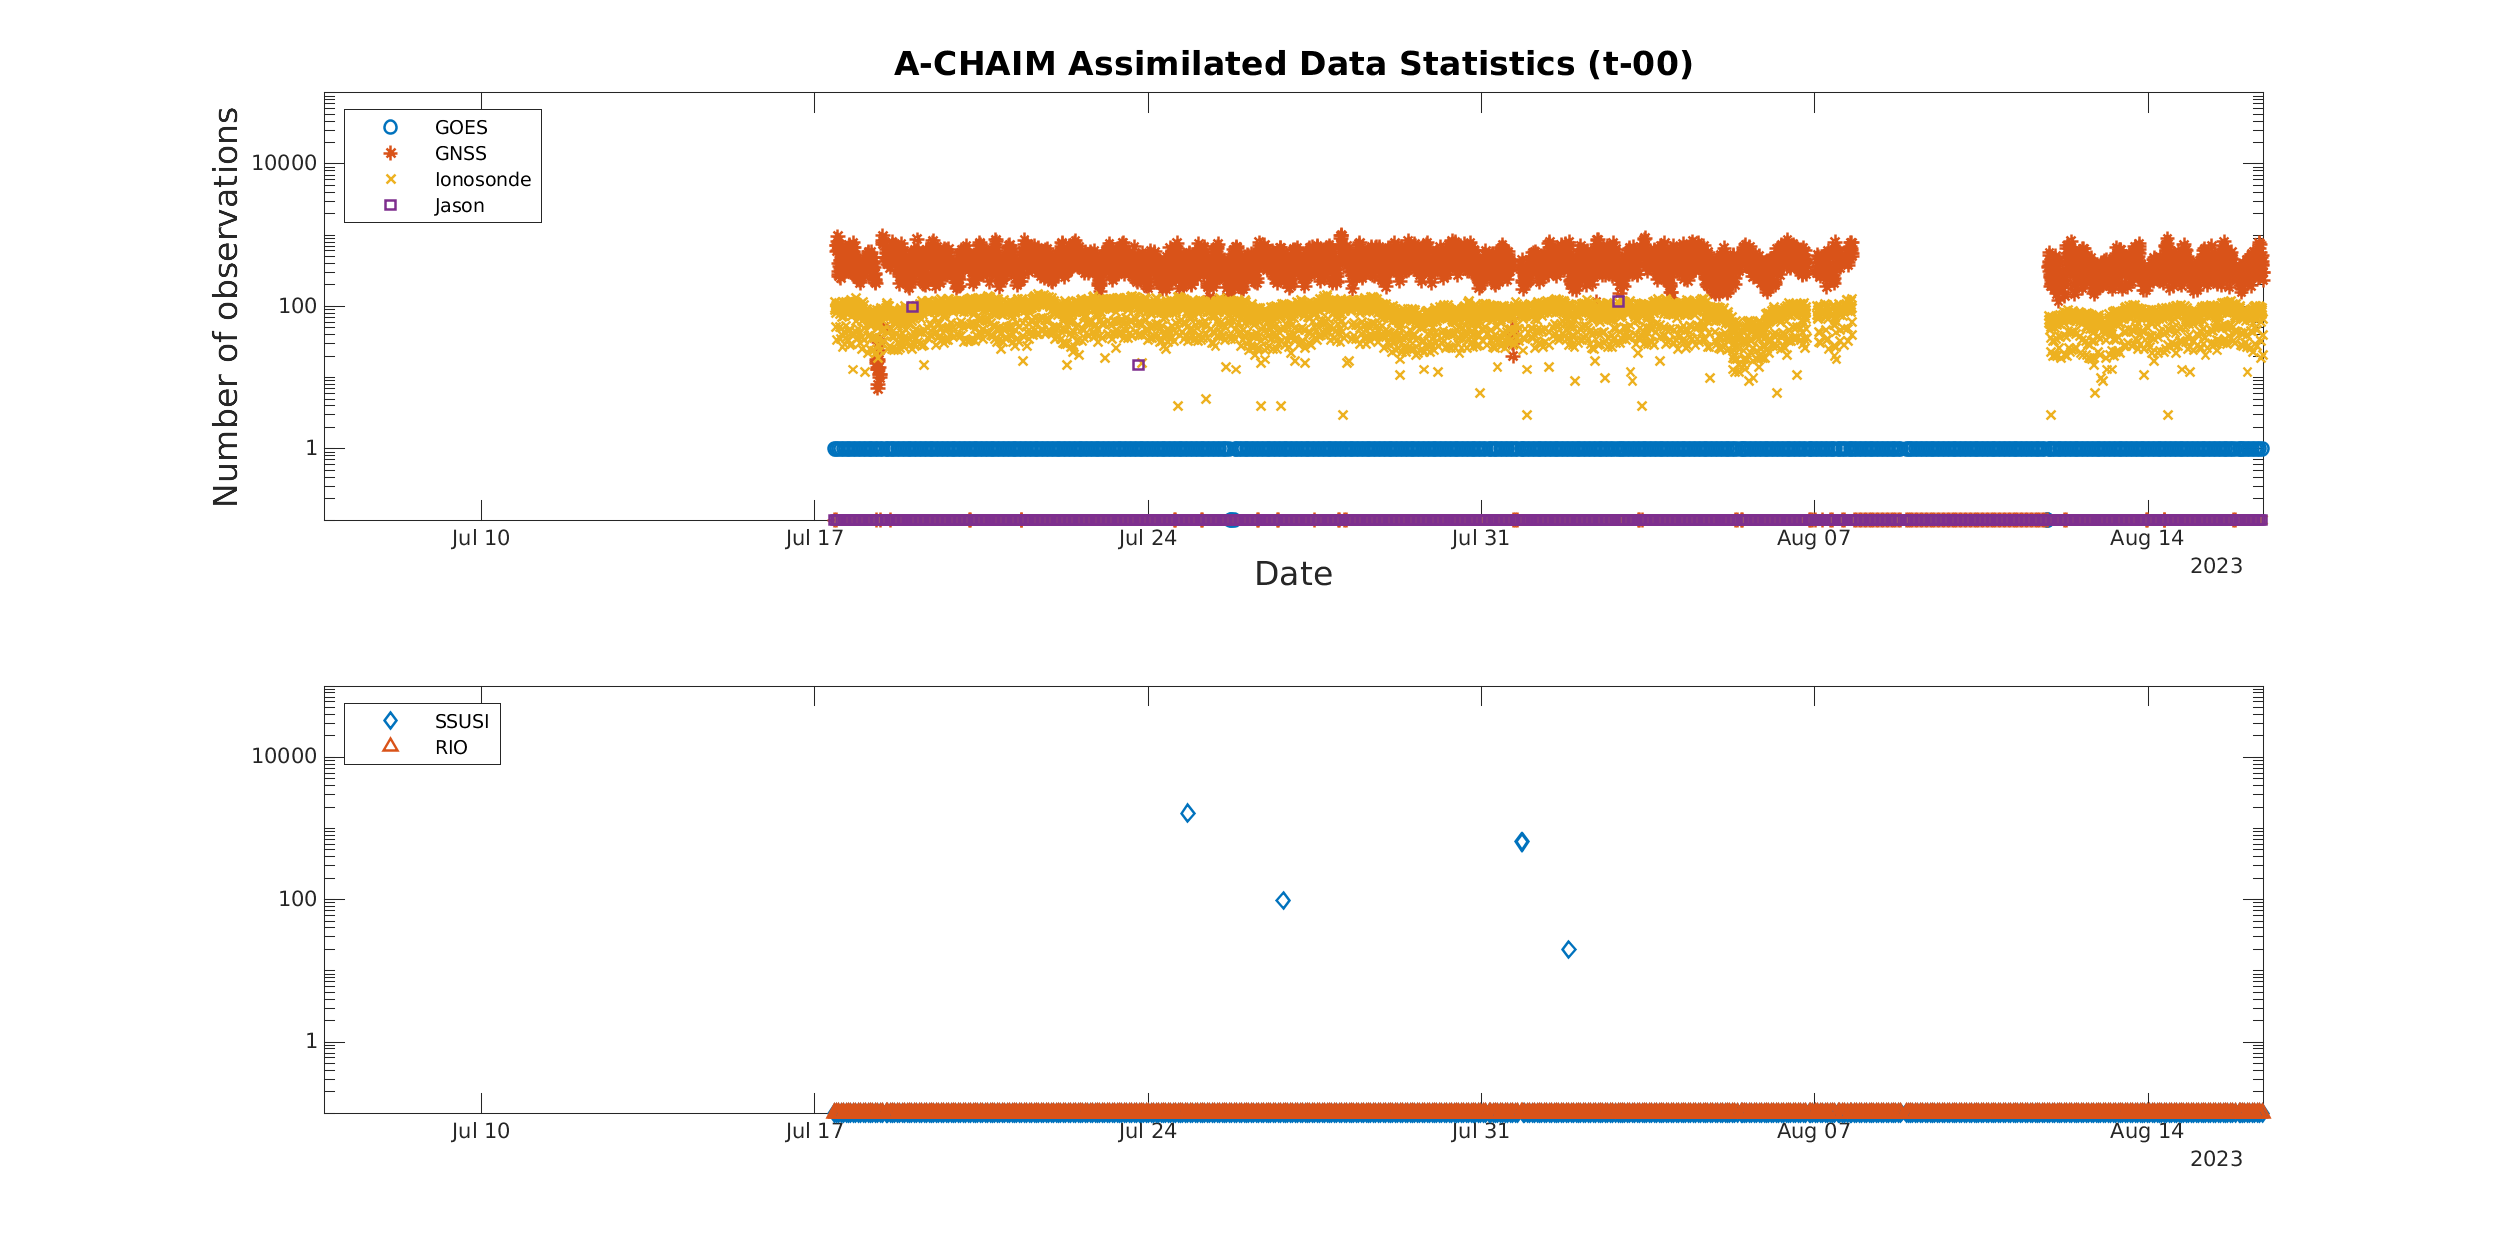 A-CHAIM Assimilated Data Statistics (t-00)
Number of observations
GOES
GNSS
Ionosonde
Jason
10000
100
1
Jul 10
Jul 17
Jul 24
Jul 31
Aug 07
Aug 14
2023
Date
SSUSI
RIO
10000
100
1
Jul 10
Jul 17
Jul 24
Jul 31
Aug 07
Aug 14
2023